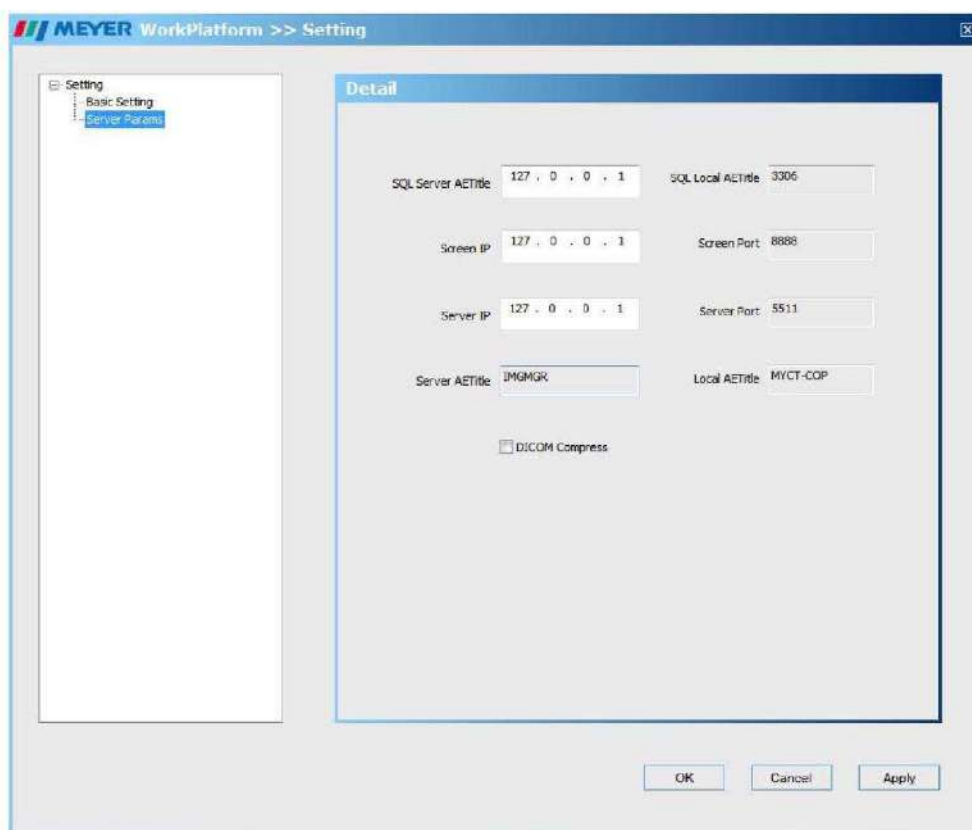 MEYER WorkPlatform >> Setting
Setting
Basic Setting
Server Params
Detail
SQL Server AETitle 127 . 0 . 0 . 1 SQL Local AETitle 3306
Screen IP 127 . 0 . 0 . 1 Screen Port 8888
Server IP 127 . 0 . 0 . 1 Server Port 5511
Server AETitle IMGMGR Local AETitle MYCT-COP
DICOM Compress
OK Cancel Apply